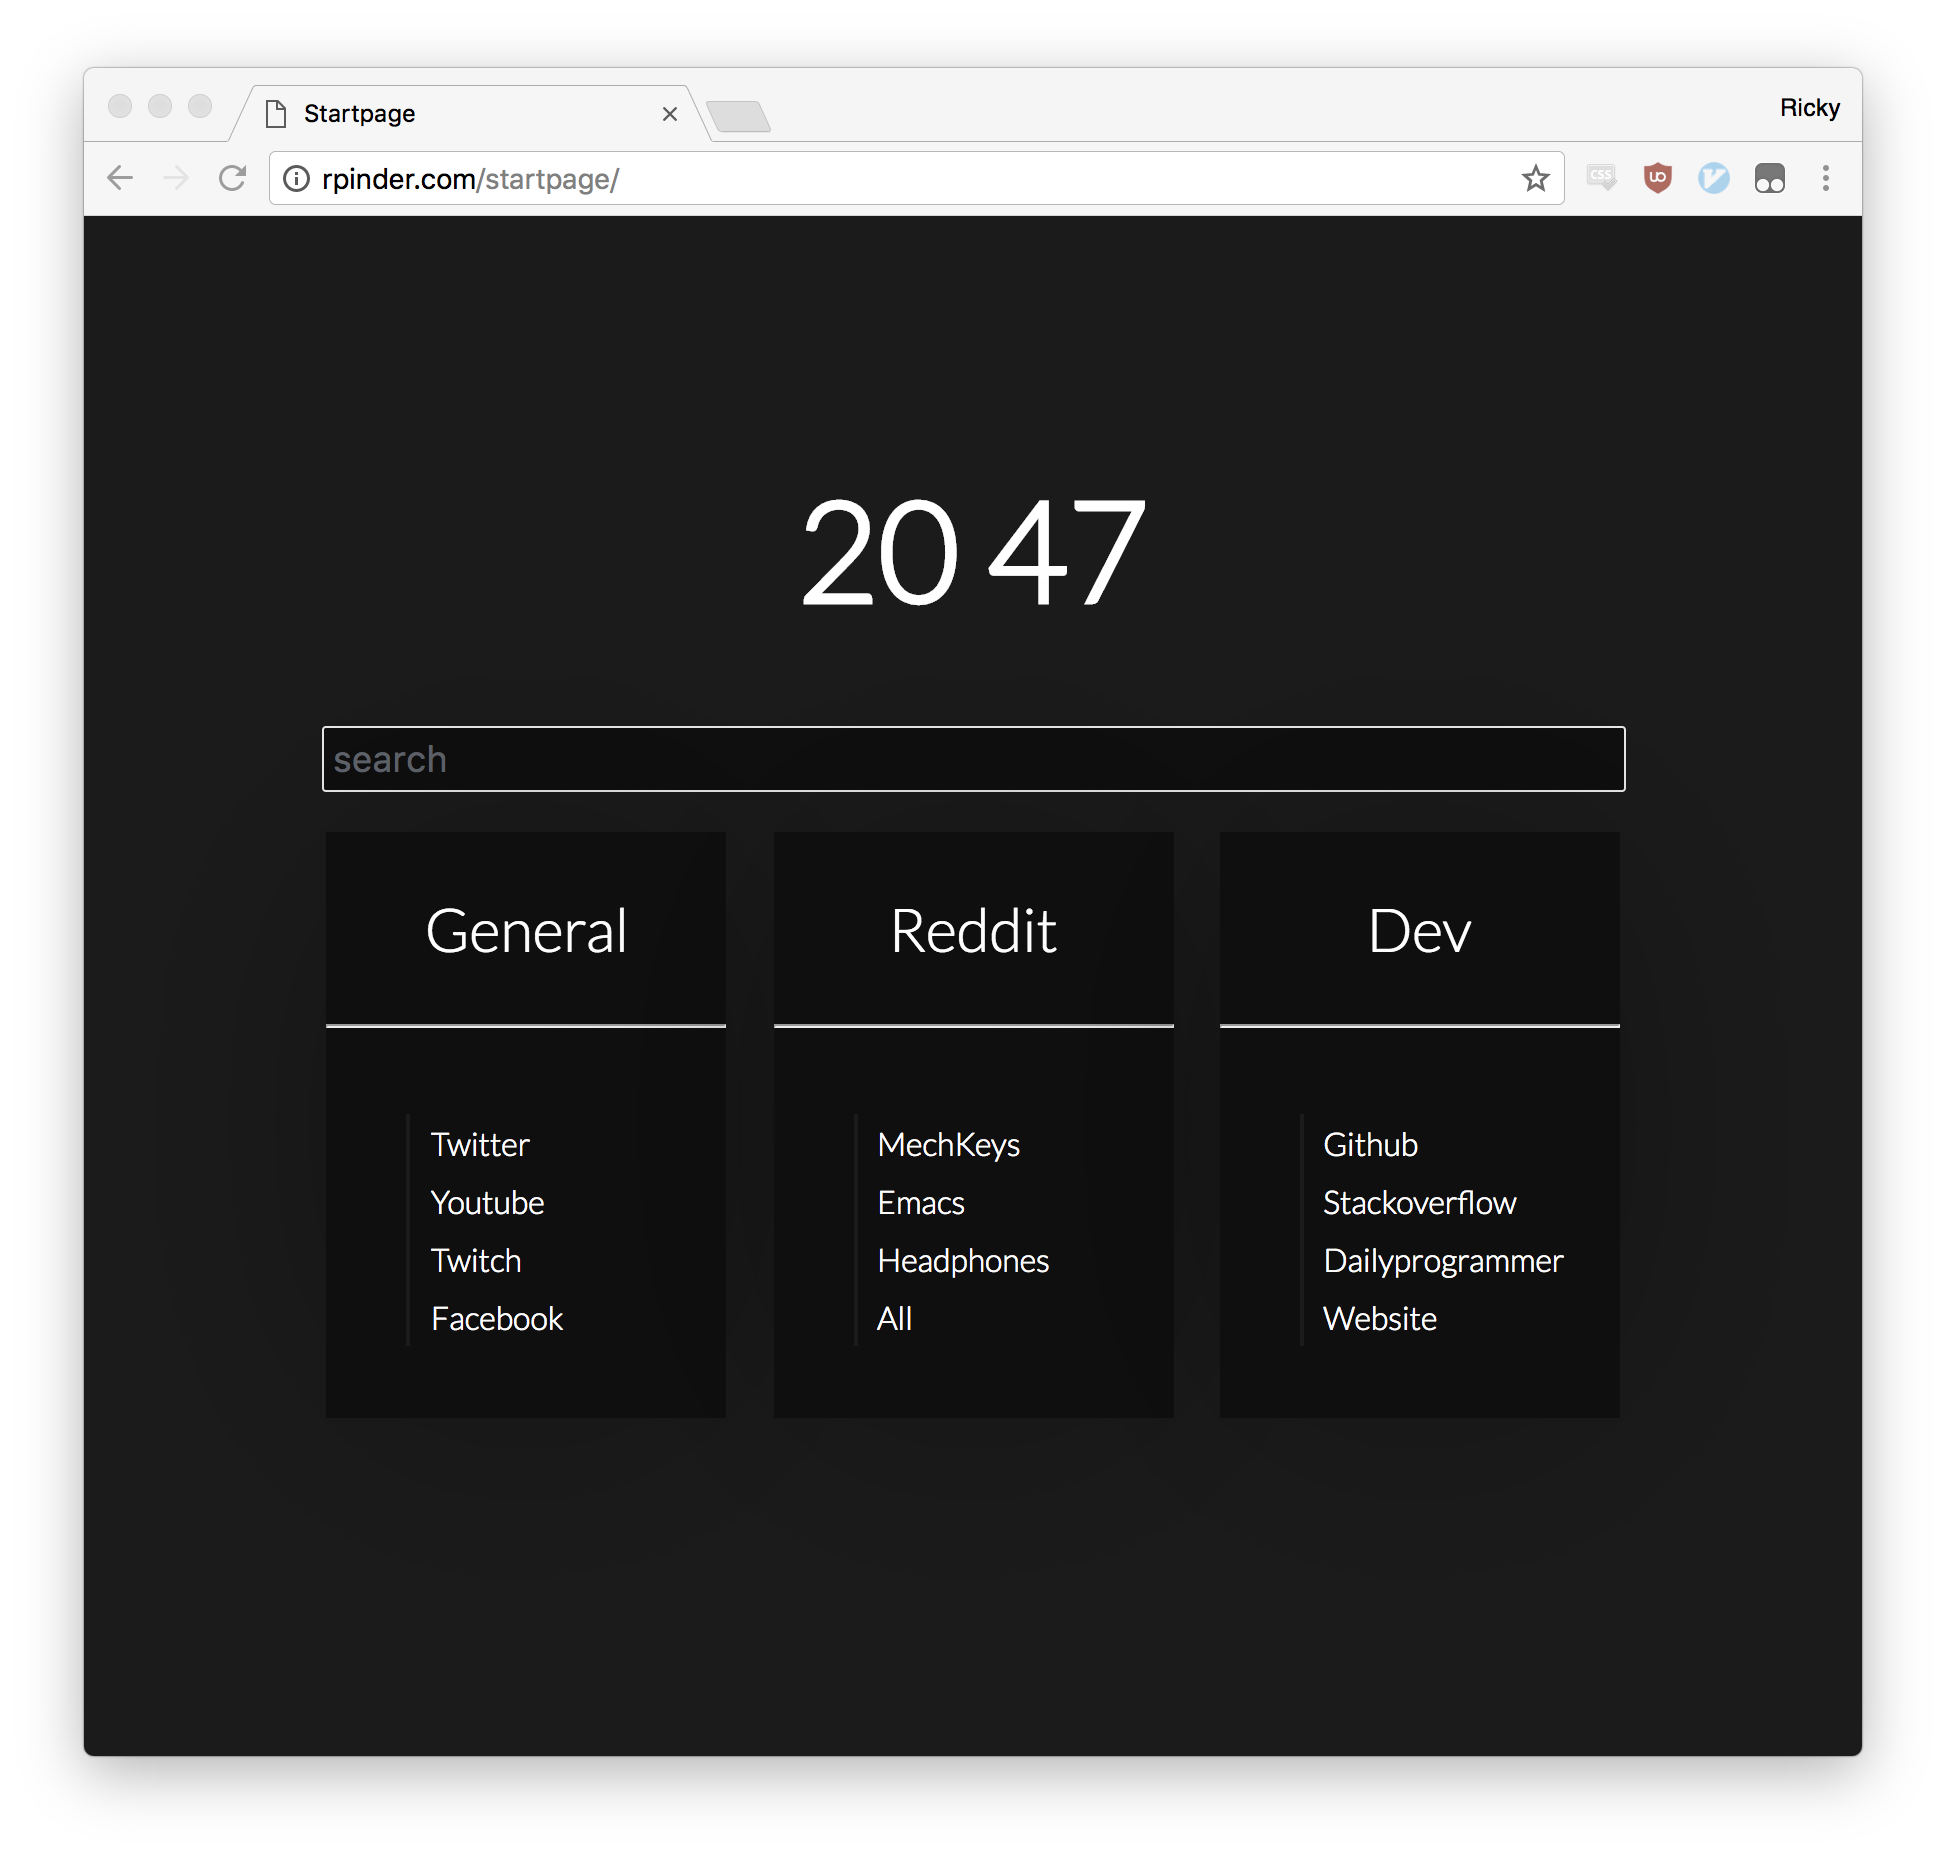 Startpage
Ricky
rpinder.com/startpage/
CSS
20 47
search
General
Reddit
Dev
Twitter
Youtube
Twitch
Facebook
MechKeys
Emacs
Headphones
All
Github
Stackoverflow
Dailyprogrammer
Website